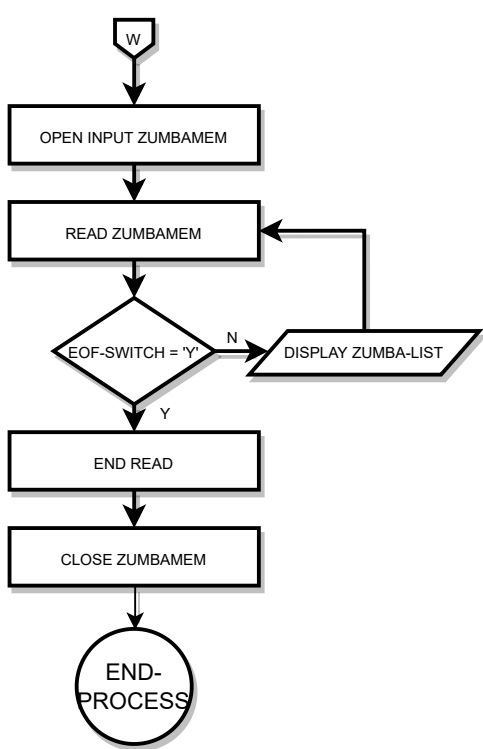 W
OPEN INPUT ZUMBAMEM
READ ZUMBAMEM
EOF-SWITCH = 'Y'
N
DISPLAY ZUMBA-LIST
Y
END READ
CLOSE ZUMBAMEM
END-
PROCESS